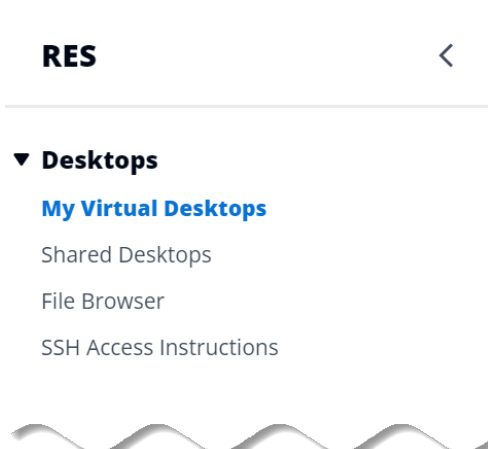 RES
Desktops
My Virtual Desktops
Shared Desktops
File Browser
SSH Access Instructions